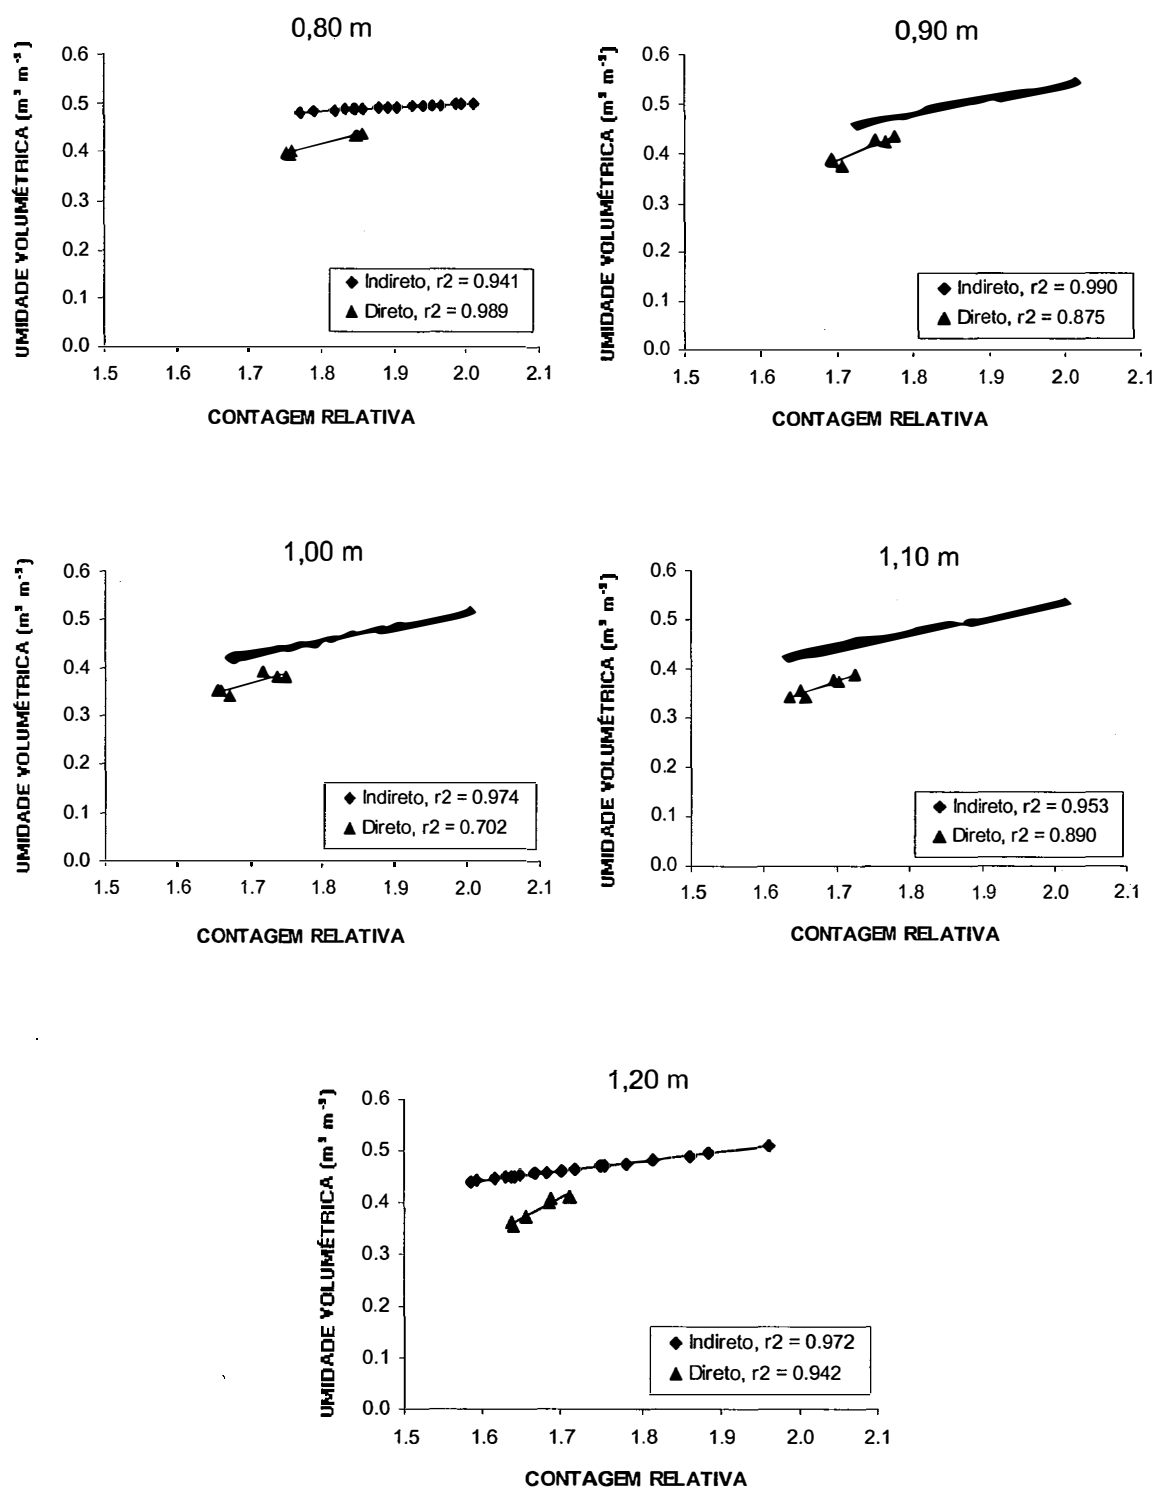 0,80 m
UMIDADE VOLUMÉTRICA (m³ m⁻³)
0.6
0.5
0.4
0.3
0.2
0.1
0.0
Indireto, r2 = 0.941
Direto, r2 = 0.989
1.5 1.6 1.7 1.8 1.9 2.0 2.1
CONTAGEM RELATIVA
0,90 m
UMIDADE VOLUMÉTRICA (m³ m⁻³)
0.6
0.5
0.4
0.3
0.2
0.1
0.0
Indireto, r2 = 0.990
Direto, r2 = 0.875
1.5 1.6 1.7 1.8 1.9 2.0 2.1
CONTAGEM RELATIVA
1,00 m
UMIDADE VOLUMÉTRICA (m³ m⁻³)
0.6
0.5
0.4
0.3
0.2
0.1
0.0
Indireto, r2 = 0.974
Direto, r2 = 0.702
1.5 1.6 1.7 1.8 1.9 2.0 2.1
CONTAGEM RELATIVA
1,10 m
UMIDADE VOLUMÉTRICA (m³ m⁻³)
0.6
0.5
0.4
0.3
0.2
0.1
0.0
Indireto, r2 = 0.953
Direto, r2 = 0.890
1.5 1.6 1.7 1.8 1.9 2.0 2.1
CONTAGEM RELATIVA
1,20 m
UMIDADE VOLUMÉTRICA (m³ m⁻³)
0.6
0.5
0.4
0.3
0.2
0.1
0.0
Indireto, r2 = 0.972
Direto, r2 = 0.942
1.5 1.6 1.7 1.8 1.9 2.0 2.1
CONTAGEM RELATIVA